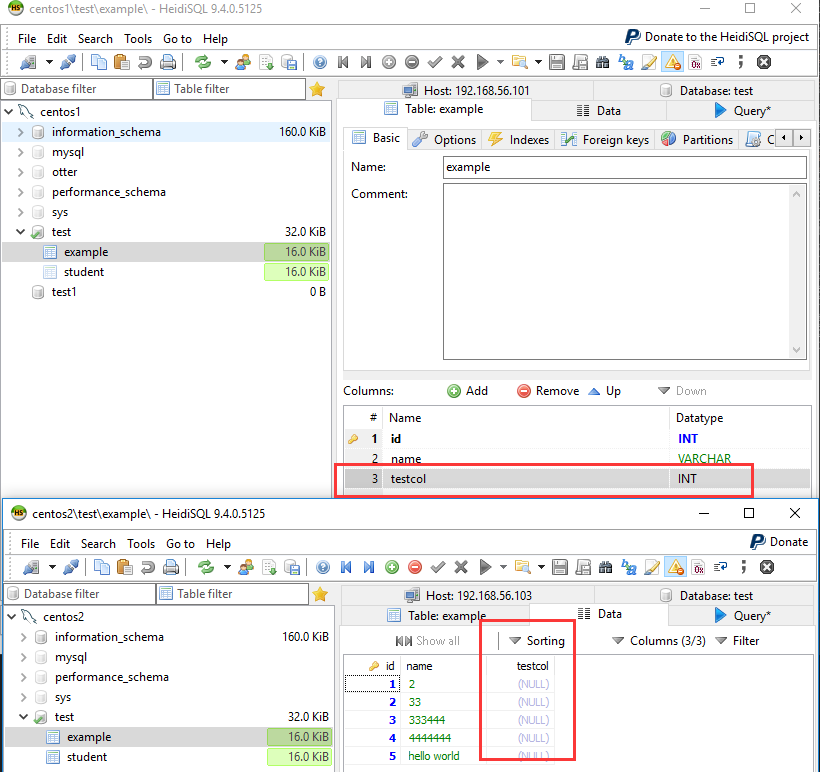 centos1\test\example\ - HeidiSQL 9.4.0.5125
File Edit Search Tools Go to Help
Donate to the HeidiSQL project
Database filter Table filter
Host: 192.168.56.101 Database: test
Table: example Data Query*
centos1
information_schema 160.0 KiB
mysql
otter
performance_schema
sys
test 32.0 KiB
example 16.0 KiB
student 16.0 KiB
test1 0 B
Basic Options Indexes Foreign keys Partitions C
Name: example
Comment:
Columns: Add Remove Up Down
# Name Datatype
1 id INT
2 name VARCHAR
3 testcol INT
centos2\test\example\ - HeidiSQL 9.4.0.5125
File Edit Search Tools Go to Help
Donate
Database filter Table filter
Host: 192.168.56.103 Database: test
Table: example Data Query*
centos2
information_schema 160.0 KiB
mysql
performance_schema
sys
test 32.0 KiB
example 16.0 KiB
student 16.0 KiB
Show all Sorting Columns (3/3) Filter
id name testcol
1 2 (NULL)
2 33 (NULL)
3 333444 (NULL)
4 4444444 (NULL)
5 hello world (NULL)